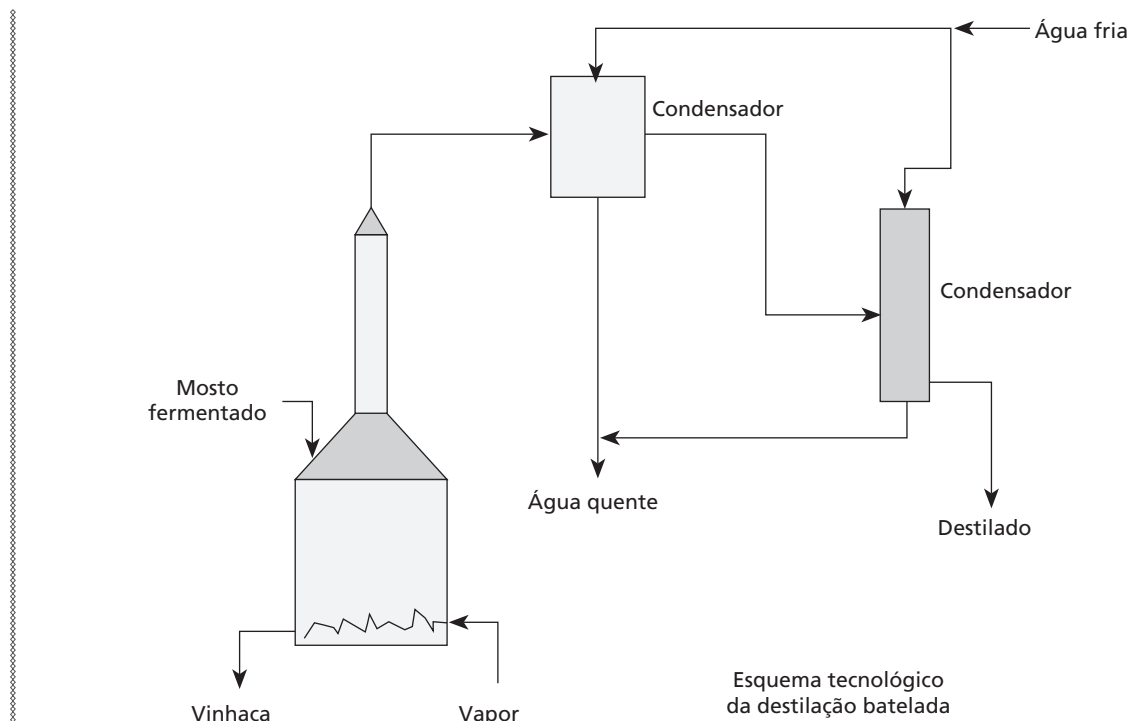 Água fria
Condensador
Condensador
Mosto
fermentado
Água quente
Destilado
Esquema tecnológico
da destilação batelada
Vinhaça
Vapor